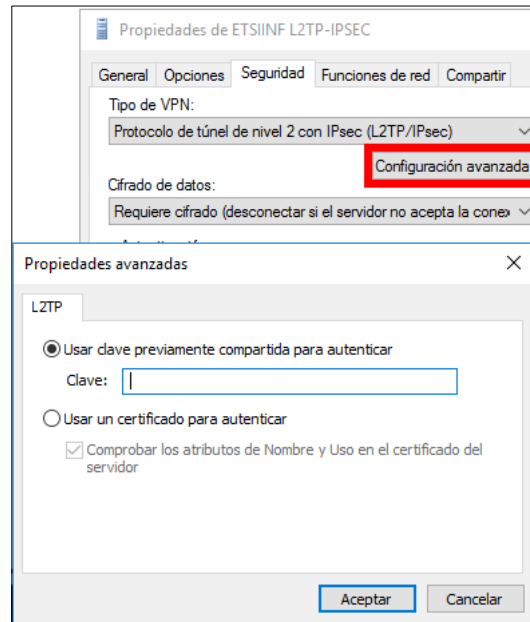 Propiedades de ETSIINF L2TP-IPSEC
General Opciones Seguridad Funciones de red Compartir
Tipo de VPN:
Protocolo de túnel de nivel 2 con IPsec (L2TP/IPsec)
Configuración avanzada
Cifrado de datos:
Requiere cifrado (desconectar si el servidor no acepta la conex
Propiedades avanzadas
L2TP
Usar clave previamente compartida para autenticar
Clave:
Usar un certificado para autenticar
Comprobar los atributos de Nombre y Uso en el certificado del
servidor
Aceptar Cancelar